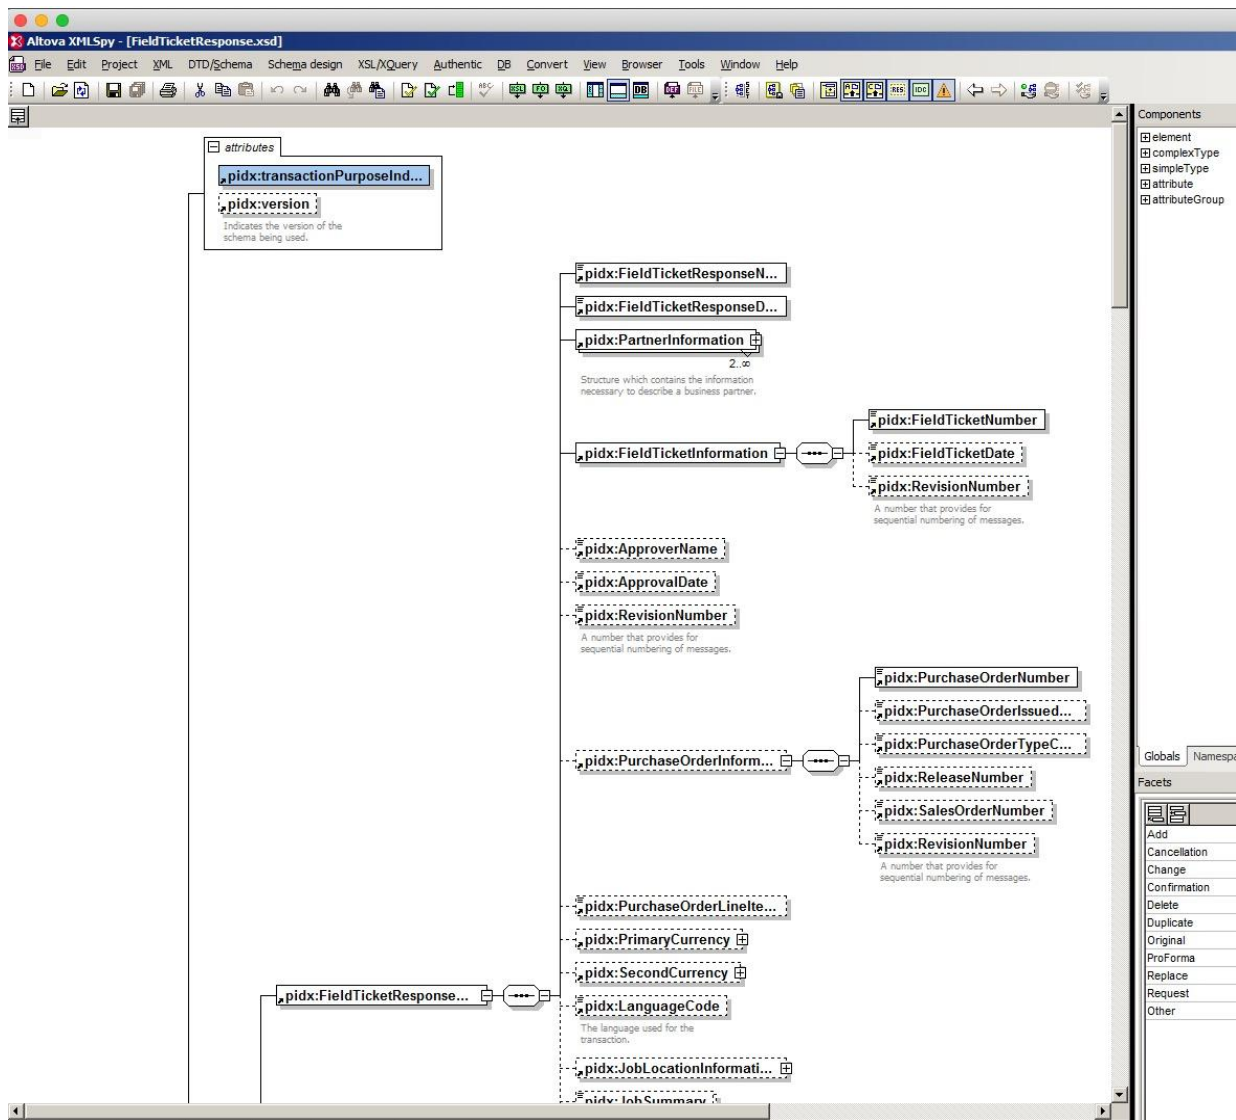 Altova XMLSpy - [FieldTicketResponse.xsd]
File Edit Project XML DTD/Schema Schema design XSL/XQuery Authentic DB Convert View Browser Tools Window Help
attributes
pidx:transactionPurposeInd...
pidx:version
Indicates the version of the
schema being used.
pidx:FieldTicketResponseN...
pidx:FieldTicketResponseD...
pidx:PartnerInformation
2..∞
Structure which contains the information
necessary to describe a business partner.
pidx:FieldTicketInformation
pidx:FieldTicketNumber
pidx:FieldTicketDate
pidx:RevisionNumber
A number that provides for
sequential numbering of messages.
pidx:ApproverName
pidx:ApprovalDate
pidx:RevisionNumber
A number that provides for
sequential numbering of messages.
pidx:PurchaseOrderInform...
pidx:PurchaseOrderNumber
pidx:PurchaseOrderIssued...
pidx:PurchaseOrderTypeC...
pidx:ReleaseNumber
pidx:SalesOrderNumber
pidx:RevisionNumber
A number that provides for
sequential numbering of messages.
pidx:PurchaseOrderLineIte...
pidx:PrimaryCurrency
pidx:SecondCurrency
pidx:FieldTicketResponse...
pidx:LanguageCode
The language used for the
transaction.
pidx:JobLocationInformati...
pidx:JobSummary
Components
element
complexType
simpleType
attribute
attributeGroup
Globals Namespa
Facets
Add
Cancellation
Change
Confirmation
Delete
Duplicate
Original
ProForma
Replace
Request
Other